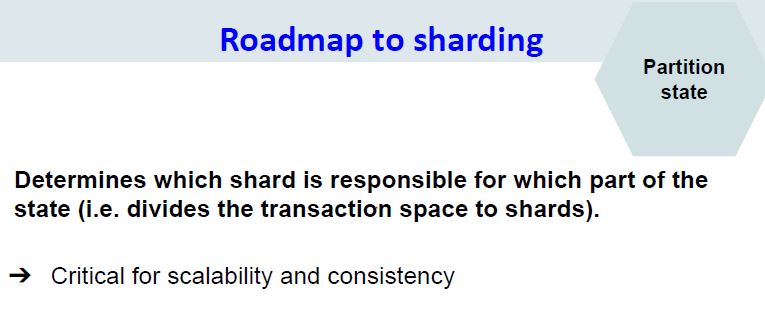 Roadmap to sharding
Partition
state
Determines which shard is responsible for which part of the
state (i.e. divides the transaction space to shards).
➔ Critical for scalability and consistency